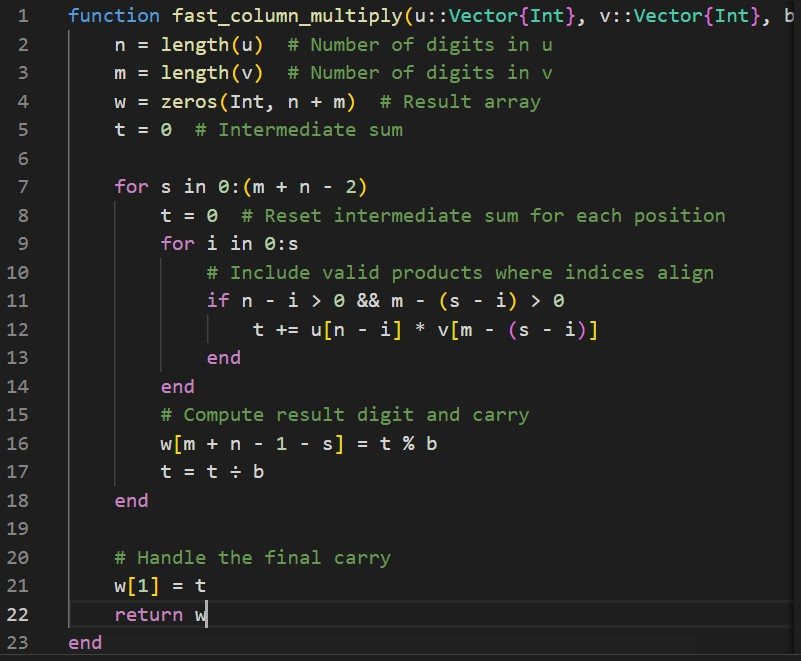 1 function fast_column_multiply(u::Vector{Int}, v::Vector{Int}, b
2 n = length(u) # Number of digits in u
3 m = length(v) # Number of digits in v
4 w = zeros(Int, n + m) # Result array
5 t = 0 # Intermediate sum
6
7 for s in 0:(m + n - 2)
8 t = 0 # Reset intermediate sum for each position
9 for i in 0:s
10 # Include valid products where indices align
11 if n - i > 0 && m - (s - i) > 0
12 t += u[n - i] * v[m - (s - i)]
13 end
14 end
15 # Compute result digit and carry
16 w[m + n - 1 - s] = t % b
17 t = t ÷ b
18 end
19
20 # Handle the final carry
21 w[1] = t
22 return w
23 end